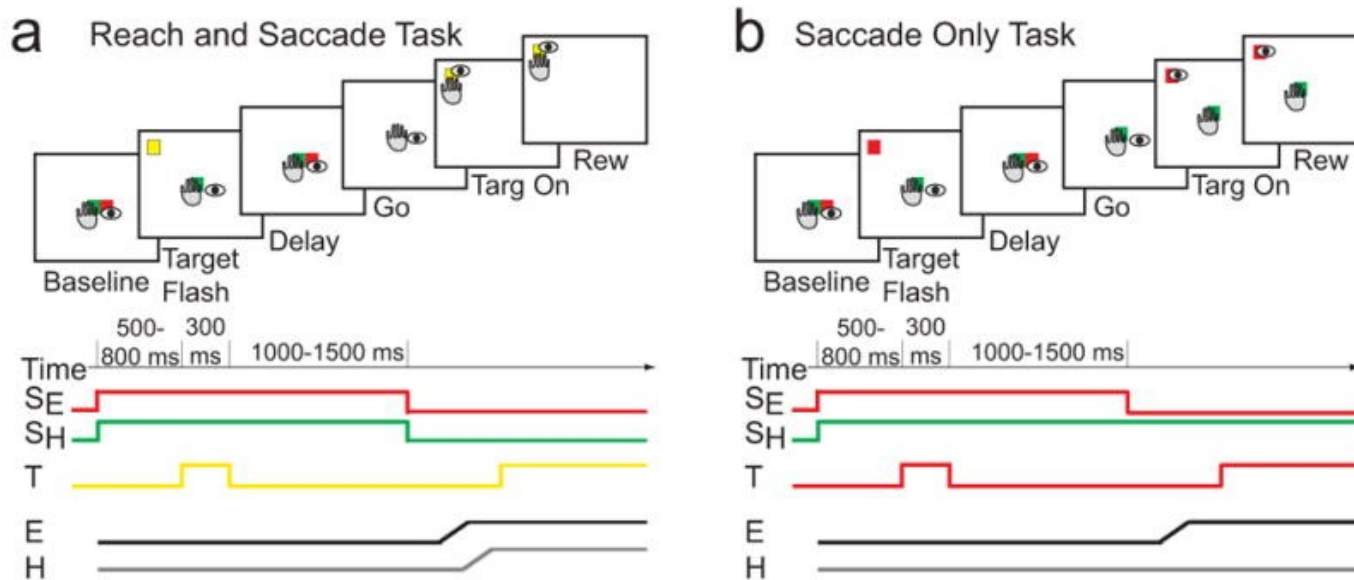 a Reach and Saccade Task
Baseline
Target
Flash
Delay
Go
Targ On
Rew
500-
800 ms
300
ms
1000-1500 ms
Time
SE
SH
T
E
H
b Saccade Only Task
Baseline
Target
Flash
Delay
Go
Targ On
Rew
500-
800 ms
300
ms
1000-1500 ms
Time
SE
SH
T
E
H